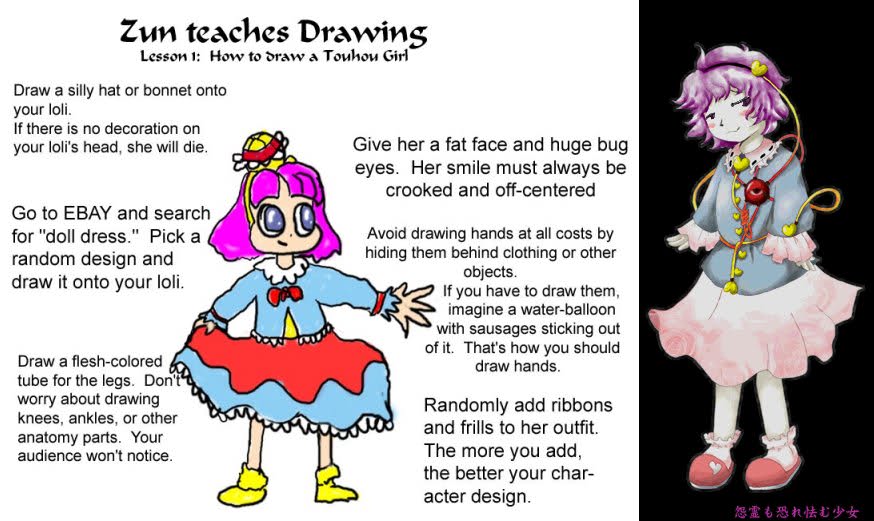 Zun teaches Drawing
Lesson 1: How to draw a Touhou Girl
Draw a silly hat or bonnet onto
your loli.
If there is no decoration on
your loli's head, she will die.
Give her a fat face and huge bug
eyes. Her smile must always be
crooked and off-centered
Go to EBAY and search
for "doll dress." Pick a
random design and
draw it onto your loli.
Avoid drawing hands at all costs by
hiding them behind clothing or other
objects.
If you have to draw them,
imagine a water-balloon
with sausages sticking out
of it. That's how you should
draw hands.
Draw a flesh-colored
tube for the legs. Don't
worry about drawing
knees, ankles, or other
anatomy parts. Your
audience won't notice.
Randomly add ribbons
and frills to her outfit.
The more you add,
the better your char-
acter design.
怨霊も恐れ怯む少女